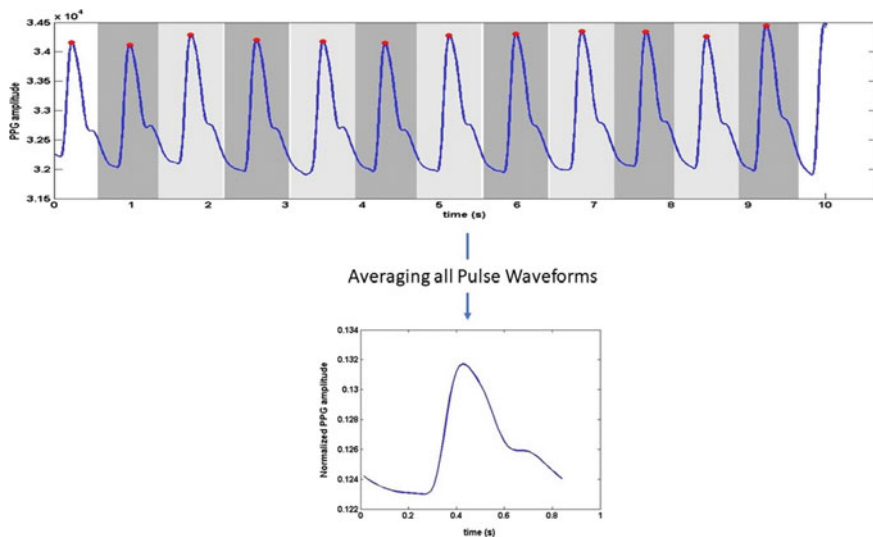 × 10⁴
3.45
3.4
3.35
3.3
3.25
3.2
3.15
PPG amplitude
0 1 2 3 4 5 6 7 8 9 10
time (s)
Averaging all Pulse Waveforms
0.134
0.132
0.13
0.126
0.124
0.122
Normalized PPG amplitude
0 0.2 0.4 0.6 0.8 1
time (s)